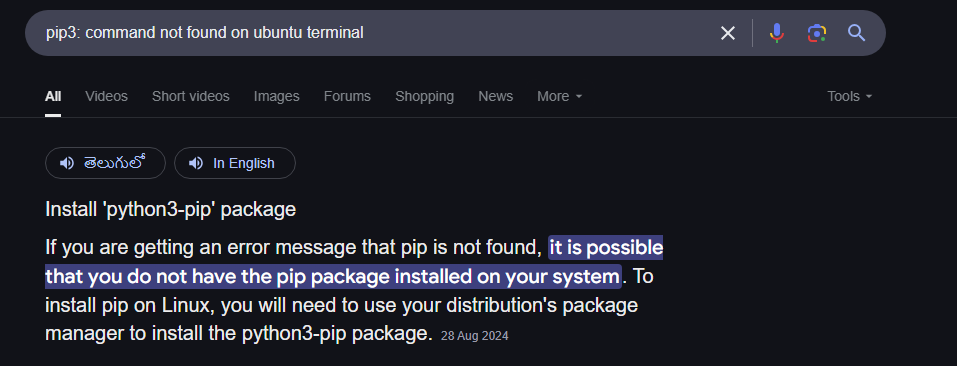 pip3: command not found on ubuntu terminal
All Videos Short videos Images Forums Shopping News More Tools
తెలుగులో In English
Install 'python3-pip' package
If you are getting an error message that pip is not found, it is possible
that you do not have the pip package installed on your system. To
install pip on Linux, you will need to use your distribution's package
manager to install the python3-pip package. 28 Aug 2024